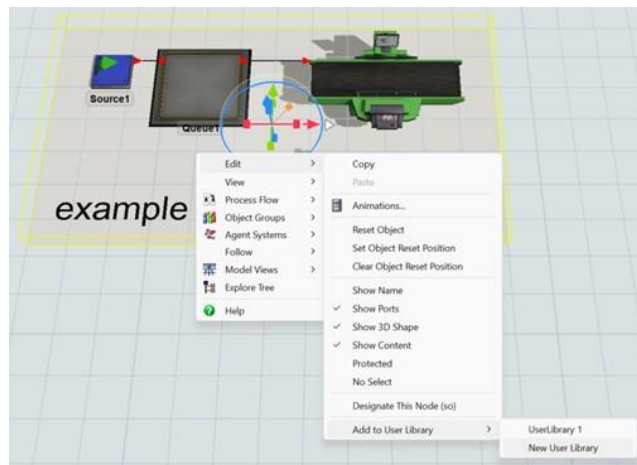 Source1
Queue1
example
Edit
View
Process Flow
Object Groups
Agent Systems
Follow
Model Views
Explore Tree
Help
Copy
Paste
Animations...
Reset Object
Set Object Reset Position
Clear Object Reset Position
Show Name
Show Ports
Show 3D Shape
Show Content
Protected
No Select
Designate This Node (so)
Add to User Library
UserLibrary 1
New User Library